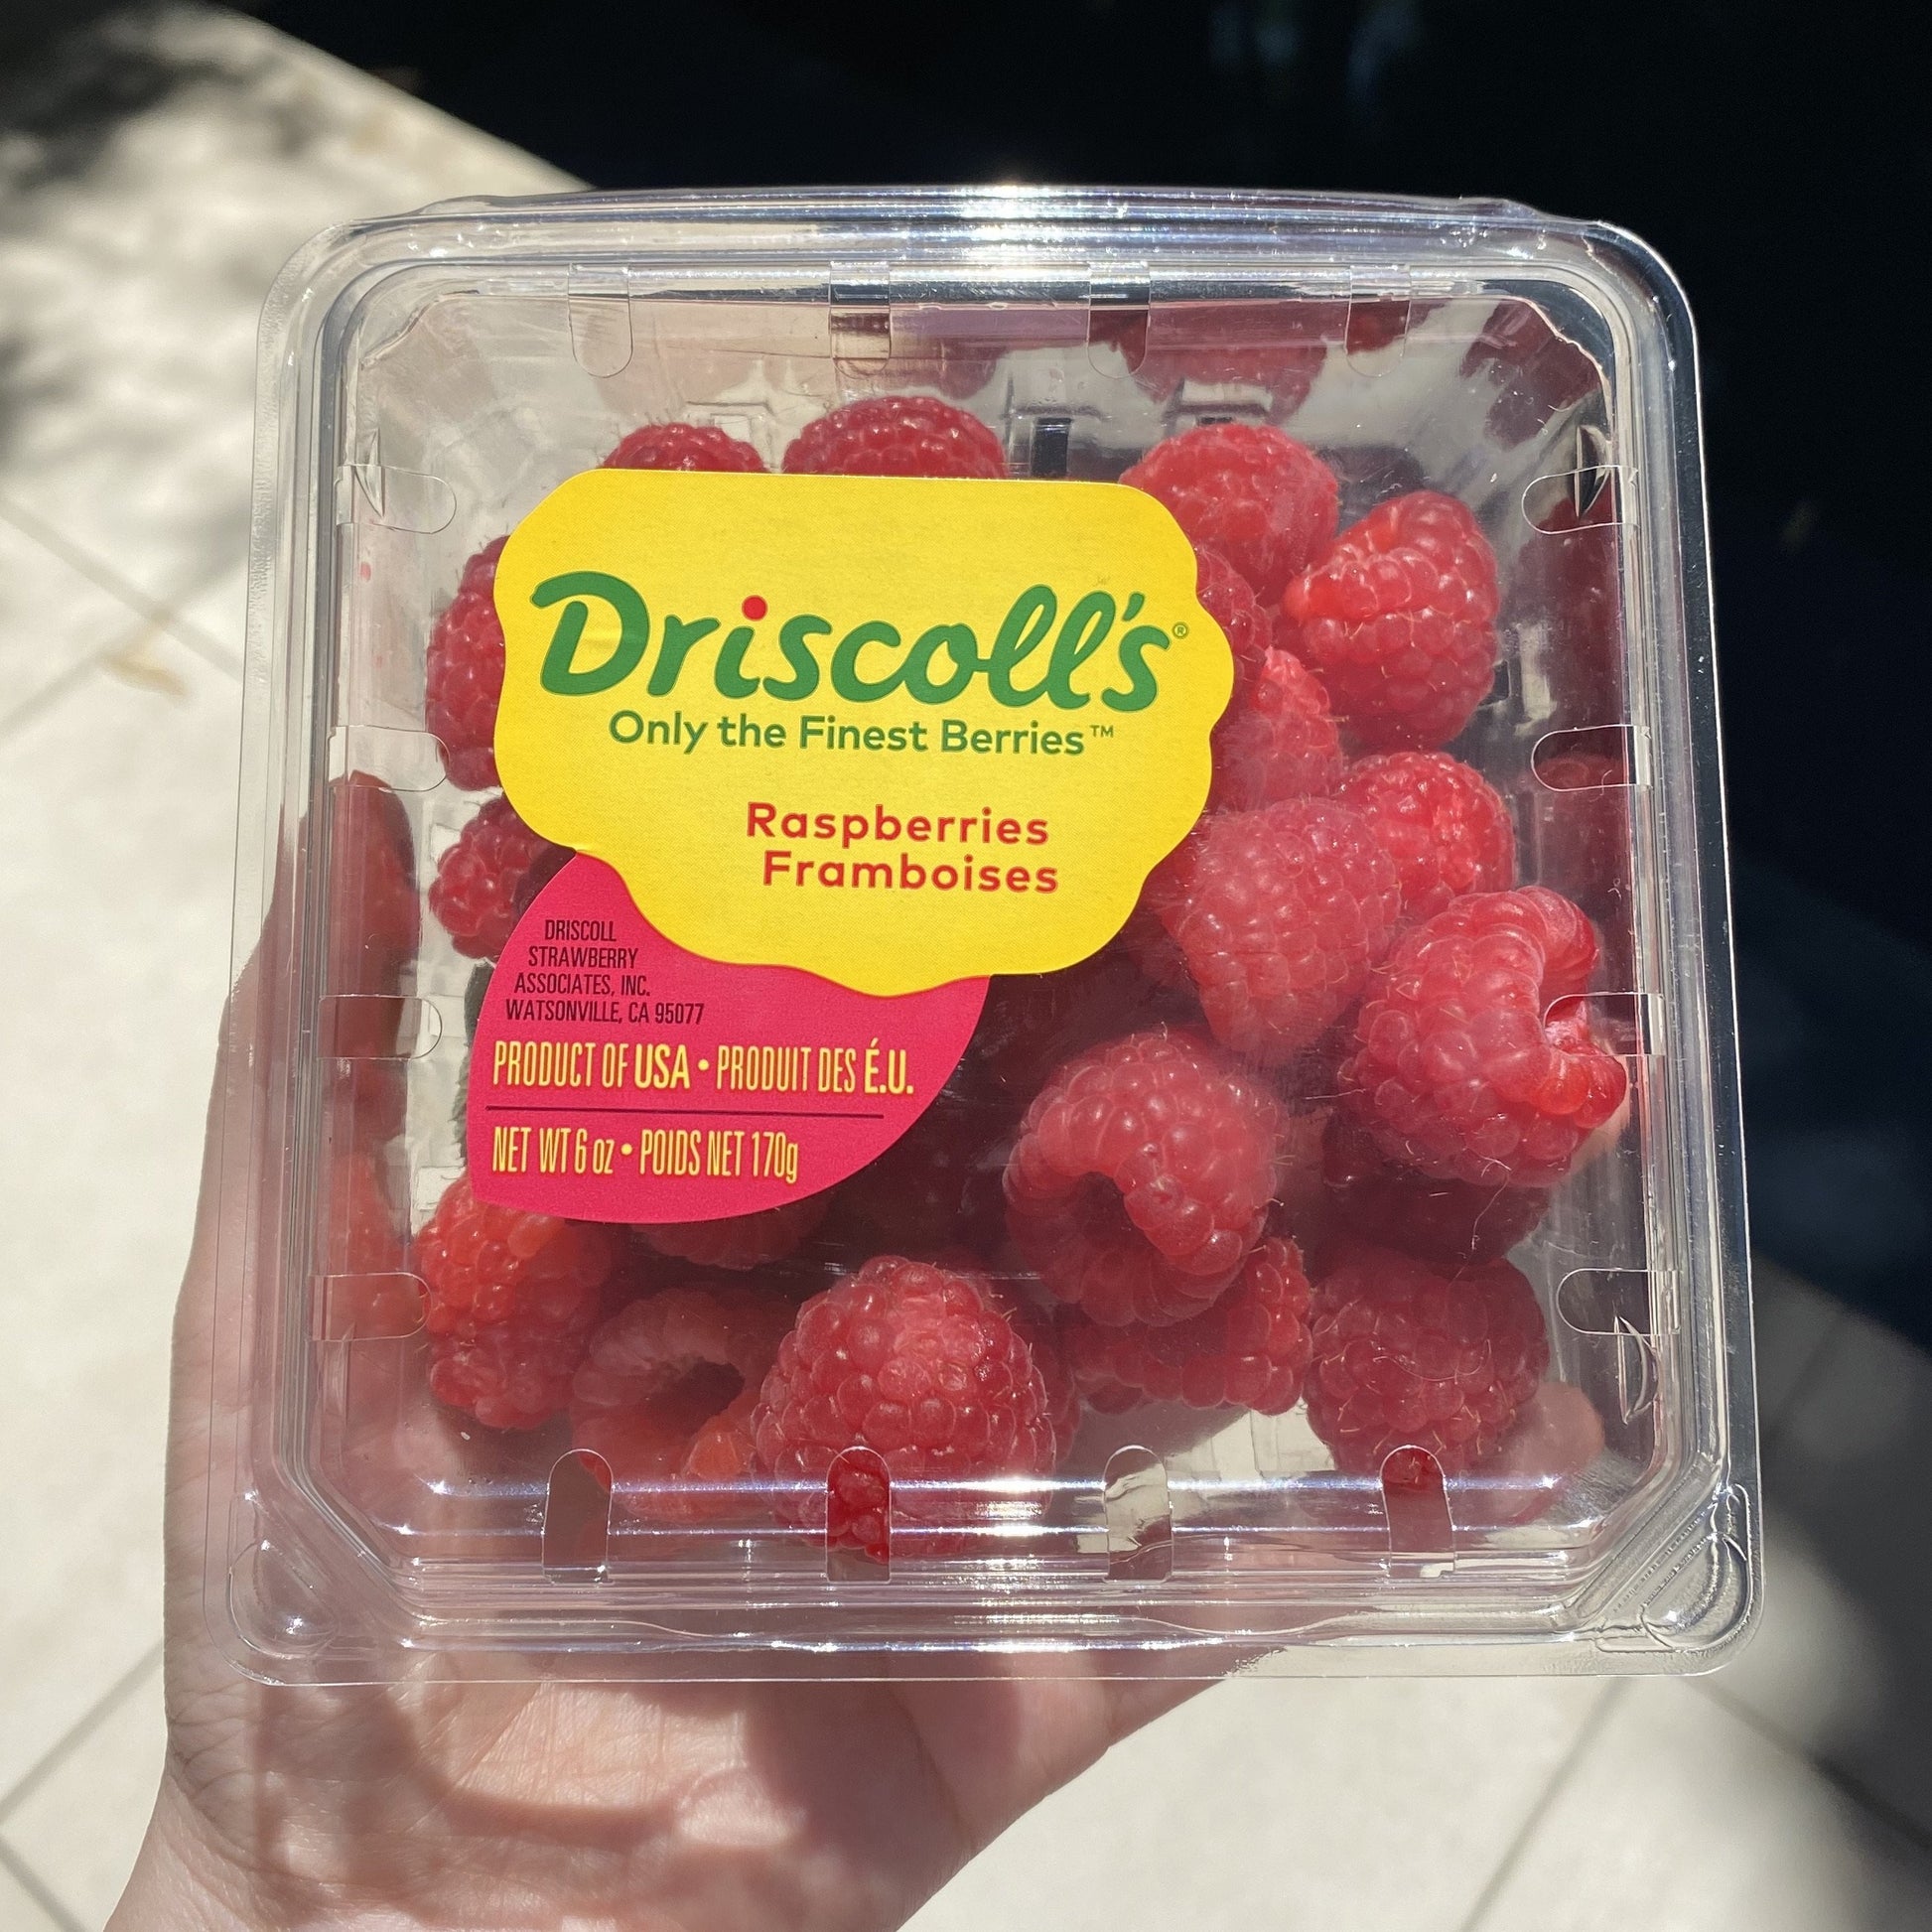 Driscoll's®
Only the Finest Berries™
Raspberries
Framboises
DRISCOLL
STRAWBERRY
ASSOCIATES, INC.
WATSONVILLE, CA 95077
PRODUCT OF USA • PRODUIT DES É.U.
NET WT 6 oz • POIDS NET 170g